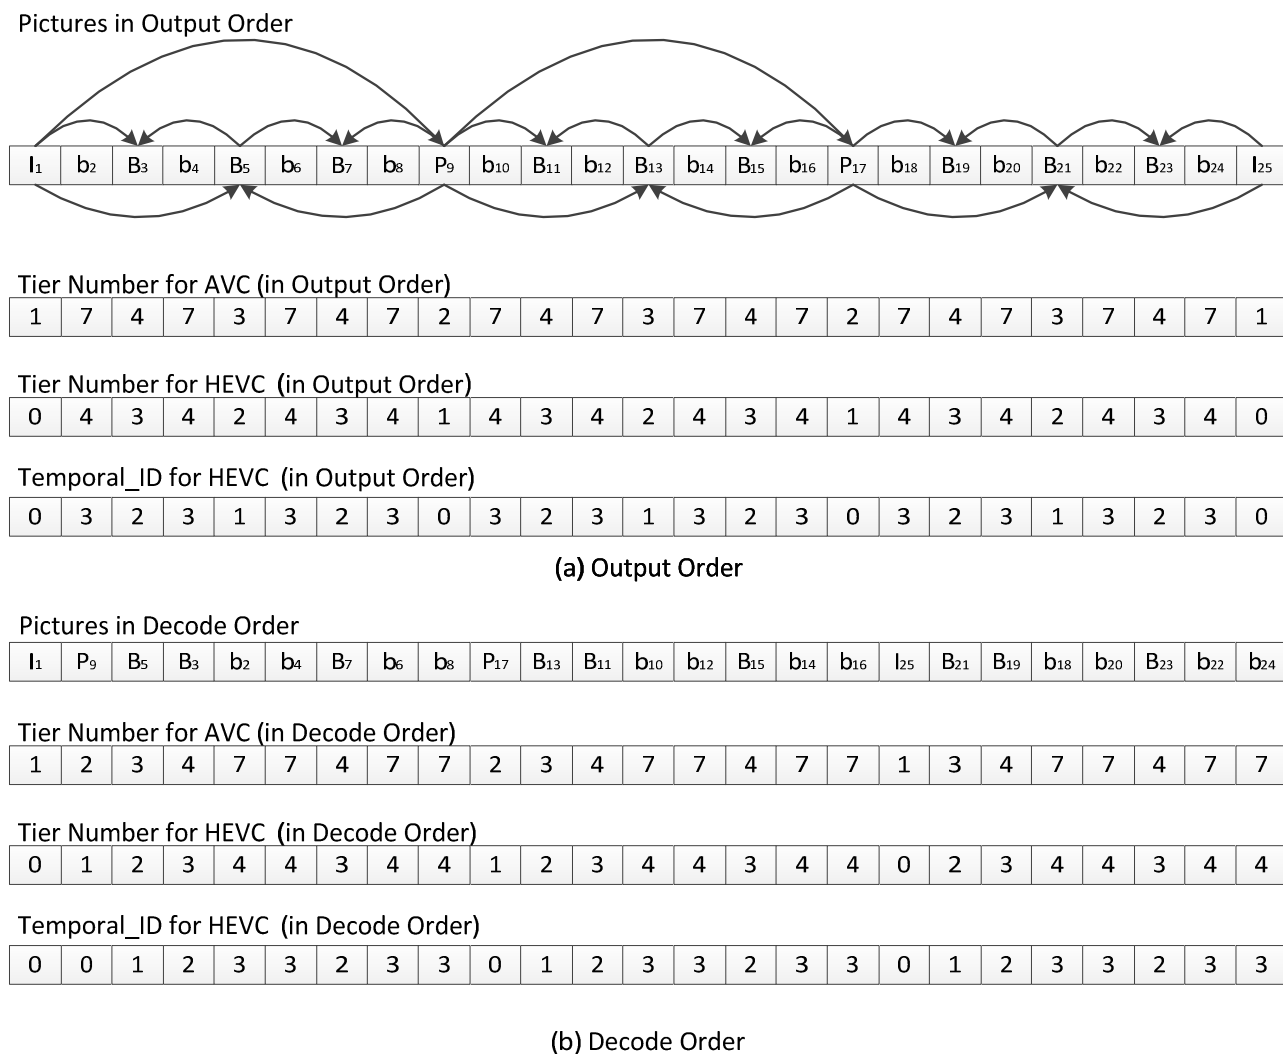 Pictures in Output Order
I1 b2 B3 b4 B5 b6 B7 b8 P9 b10 B11 b12 B13 b14 B15 b16 P17 b18 B19 b20 B21 b22 B23 b24 I25
Tier Number for AVC (in Output Order)
1 7 4 7 3 7 4 7 2 7 4 7 3 7 4 7 2 7 4 7 3 7 4 7 1
Tier Number for HEVC (in Output Order)
0 4 3 4 2 4 3 4 1 4 3 4 2 4 3 4 1 4 3 4 2 4 3 4 0
Temporal_ID for HEVC (in Output Order)
0 3 2 3 1 3 2 3 0 3 2 3 1 3 2 3 0 3 2 3 1 3 2 3 0
(a) Output Order
Pictures in Decode Order
I1 P9 B5 B3 b2 b4 B7 b6 b8 P17 B13 B11 b10 b12 B15 b14 b16 I25 B21 B19 b18 b20 B23 b22 b24
Tier Number for AVC (in Decode Order)
1 2 3 4 7 7 4 7 7 2 3 4 7 7 4 7 7 1 3 4 7 7 4 7 7
Tier Number for HEVC (in Decode Order)
0 1 2 3 4 4 3 4 4 1 2 3 4 4 3 4 4 0 2 3 4 4 3 4 4
Temporal_ID for HEVC (in Decode Order)
0 0 1 2 3 3 2 3 3 0 1 2 3 3 2 3 3 0 1 2 3 3 2 3 3
(b) Decode Order